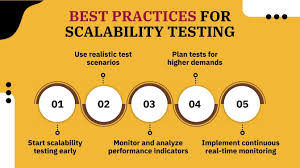 BEST PRACTICES FOR
SCALABILITY TESTING
Use realistic test
scenarios
Plan tests for
higher demands
01
02
03
04
05
Start scalability
testing early
Monitor and analyze
performance indicators
Implement continuous
real-time monitoring